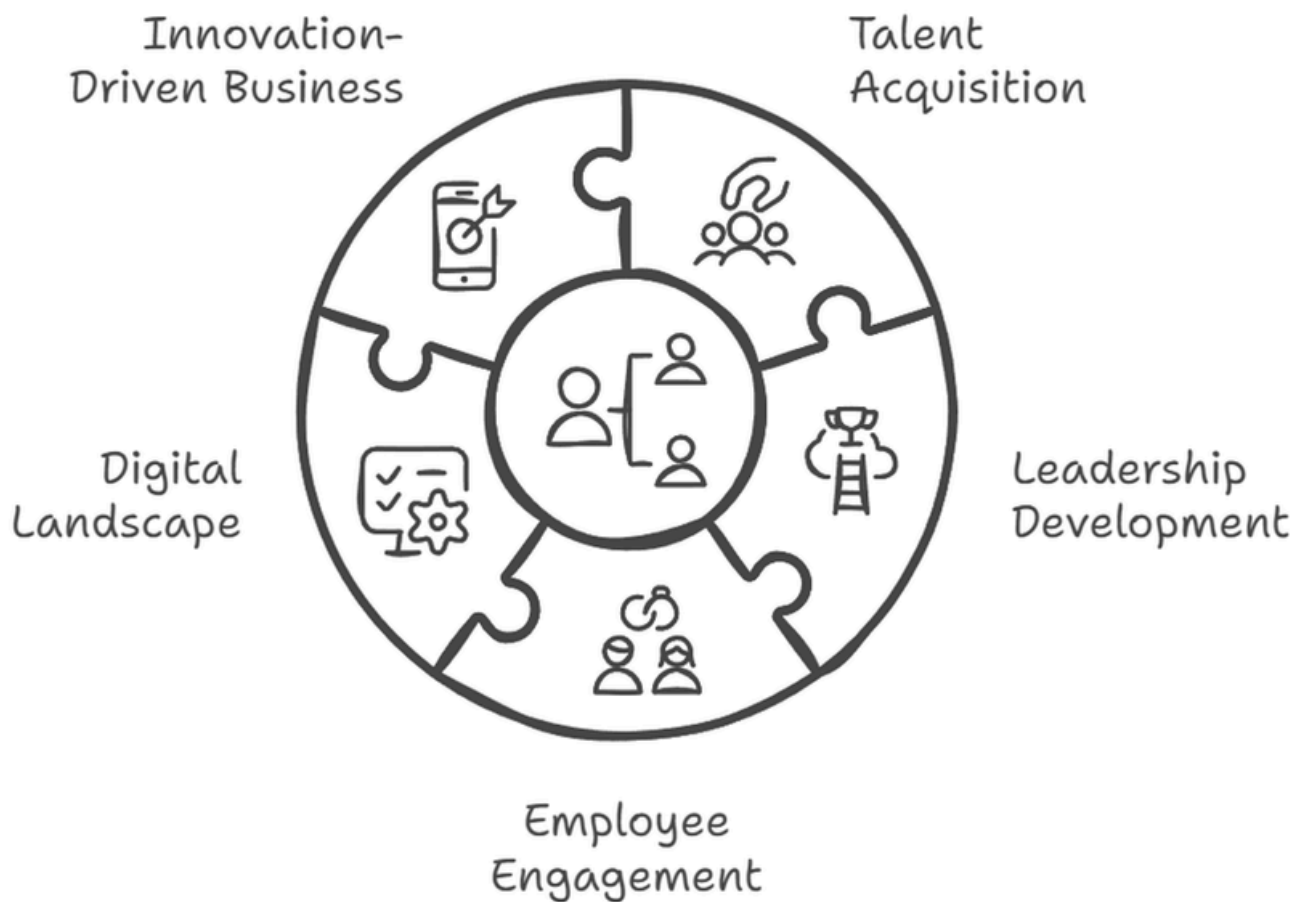 Innovation-
Driven Business
Talent
Acquisition
Digital
Landscape
Leadership
Development
Employee
Engagement